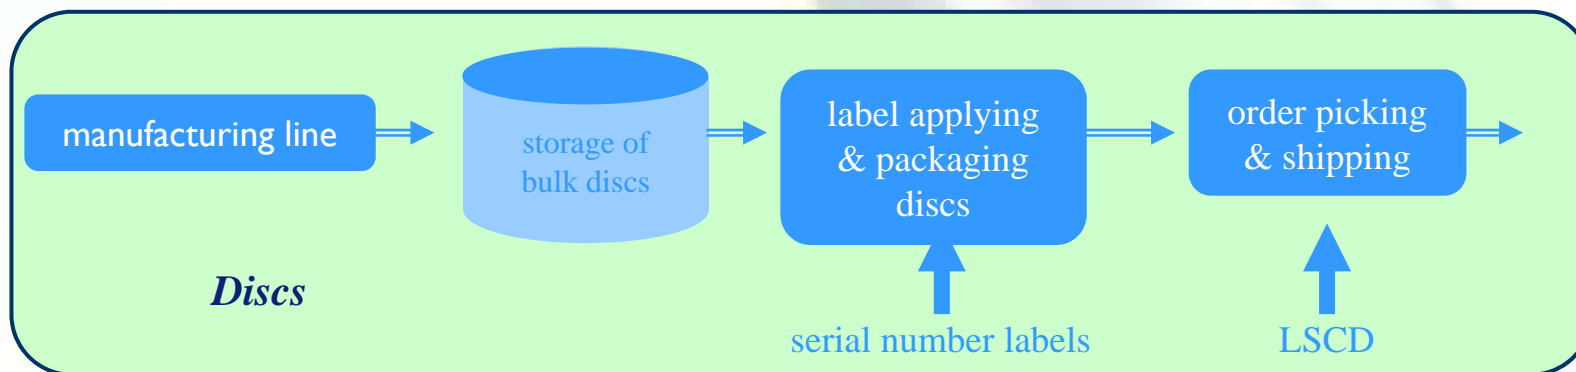 manufacturing line
storage of
bulk discs
label applying
& packaging
discs
order picking
& shipping
Discs
serial number labels
LSCD